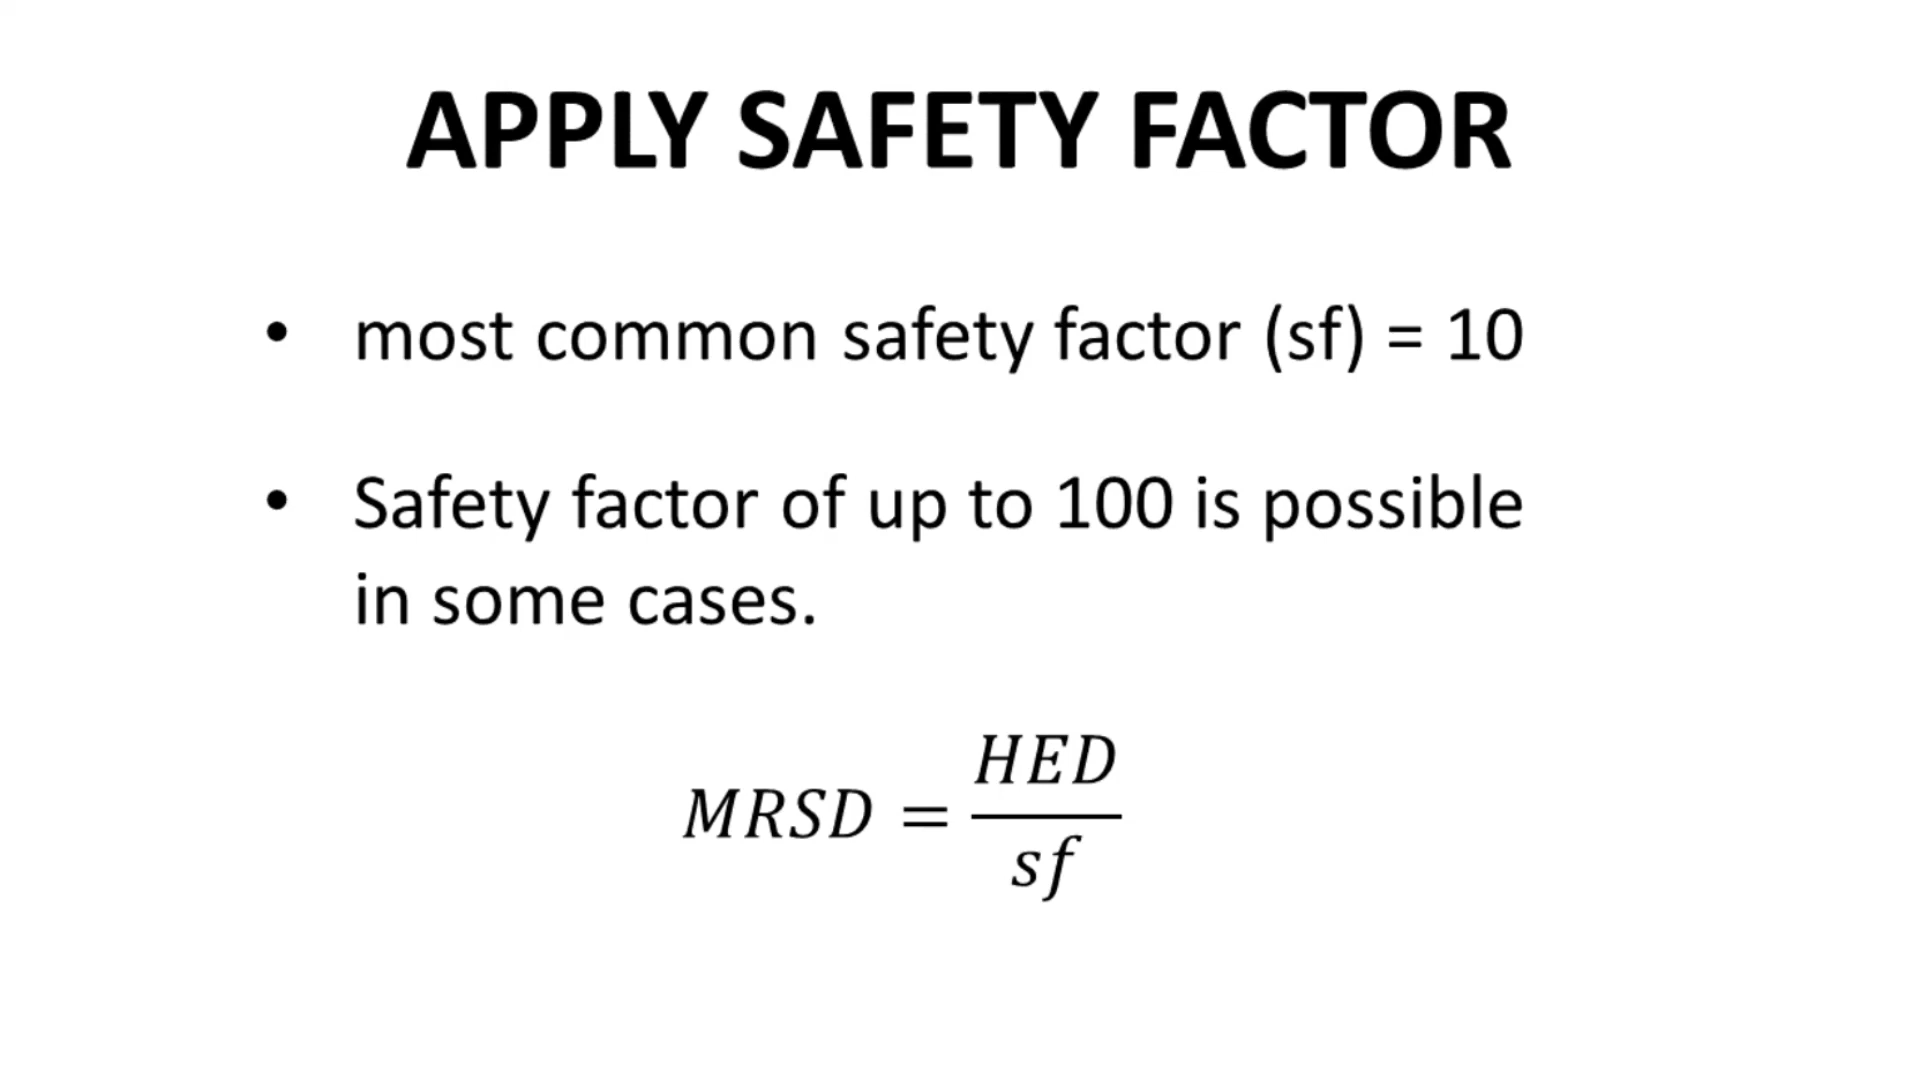 APPLY SAFETY FACTOR
• most common safety factor (sf) = 10
• Safety factor of up to 100 is possible
in some cases.
MRSD = HED
sf